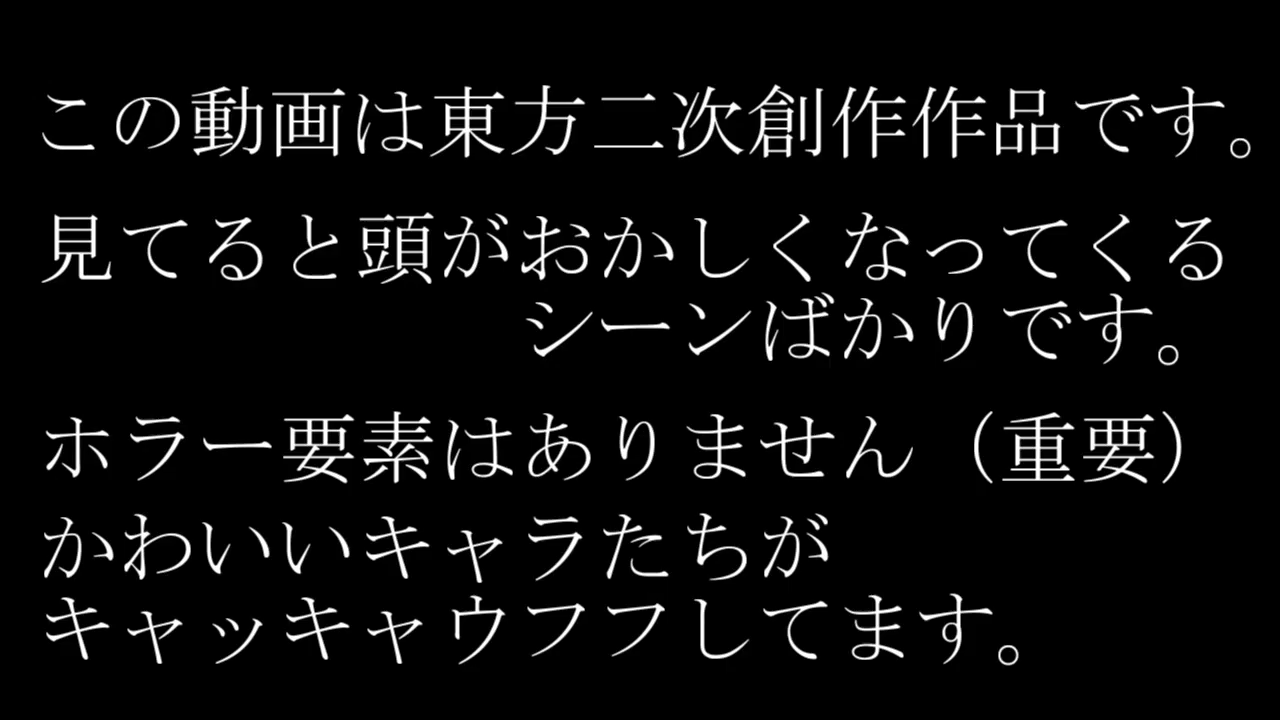 この動画は東方二次創作作品です。
見てると頭がおかしくなってくる
シーンばかりです。
ホラー要素はありません（重要）
かわいいキャラたちが
キャッキャウフフしてます。